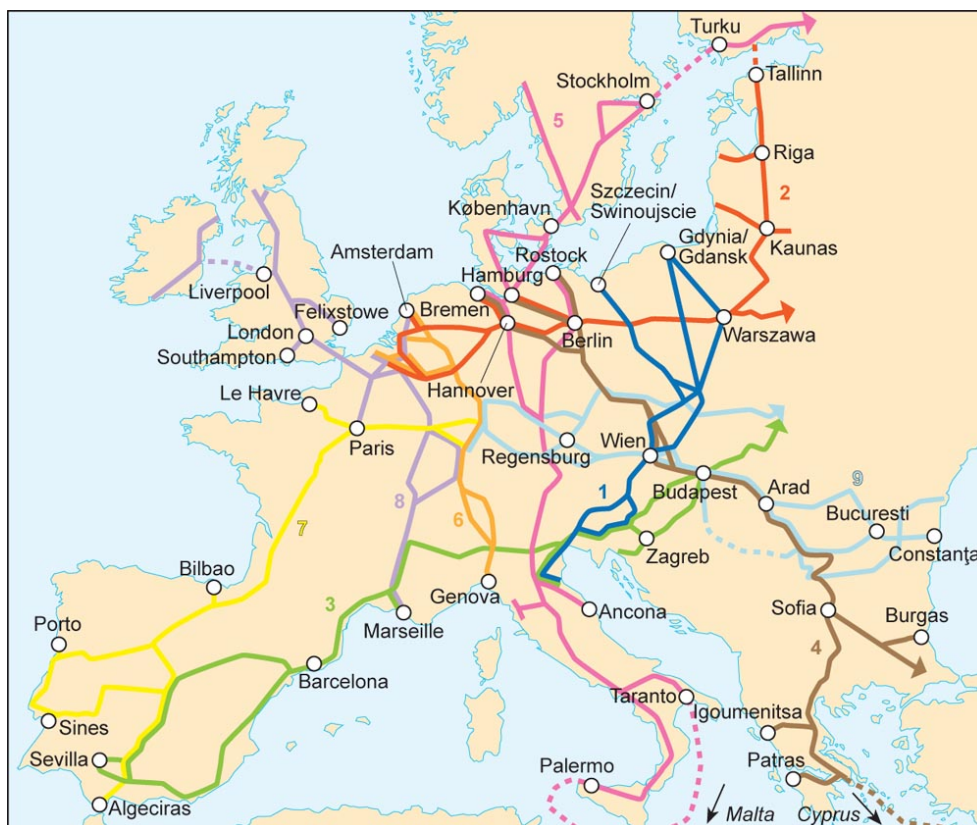 Turku
Tallinn
Stockholm
5
Riga
2
Szczecin/
Swinoujscie
København
Gdynia/
Gdansk
Kaunas
Amsterdam
Rostock
Hamburg
Liverpool
Bremen
Felixstowe
London
Berlin
Warszawa
Southampton
Hannover
Le Havre
Paris
Regensburg
Wien
8
1
Budapest
Arad
9
6
Bucuresti
7
Zagreb
Constanţa
Bilbao
Genova
3
Ancona
Sofia
Burgas
Porto
Marseille
4
Barcelona
Taranto
Igoumenitsa
Sines
Sevilla
Palermo
Patras
Algeciras
Malta
Cyprus